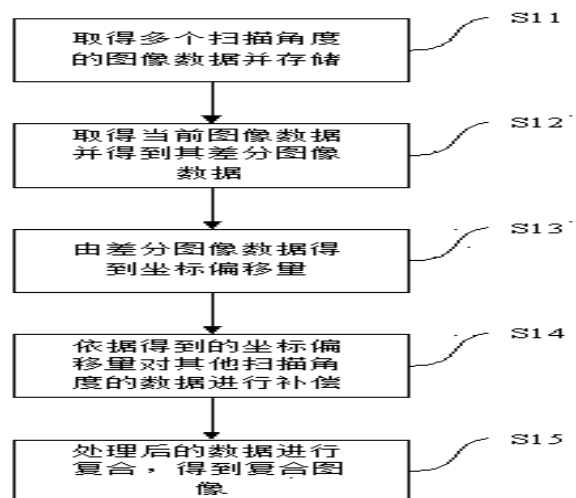 取得多个扫描角度
的图像数据并存储
S11
取得当前图像数据
并得到其差分图像
数据
S12
由差分图像数据得
到坐标偏移量
S13
依据得到的坐标偏
移量对其他扫描角
度的数据进行补偿
S14
处理后的数据进行
复合，得到复合图
像
S15